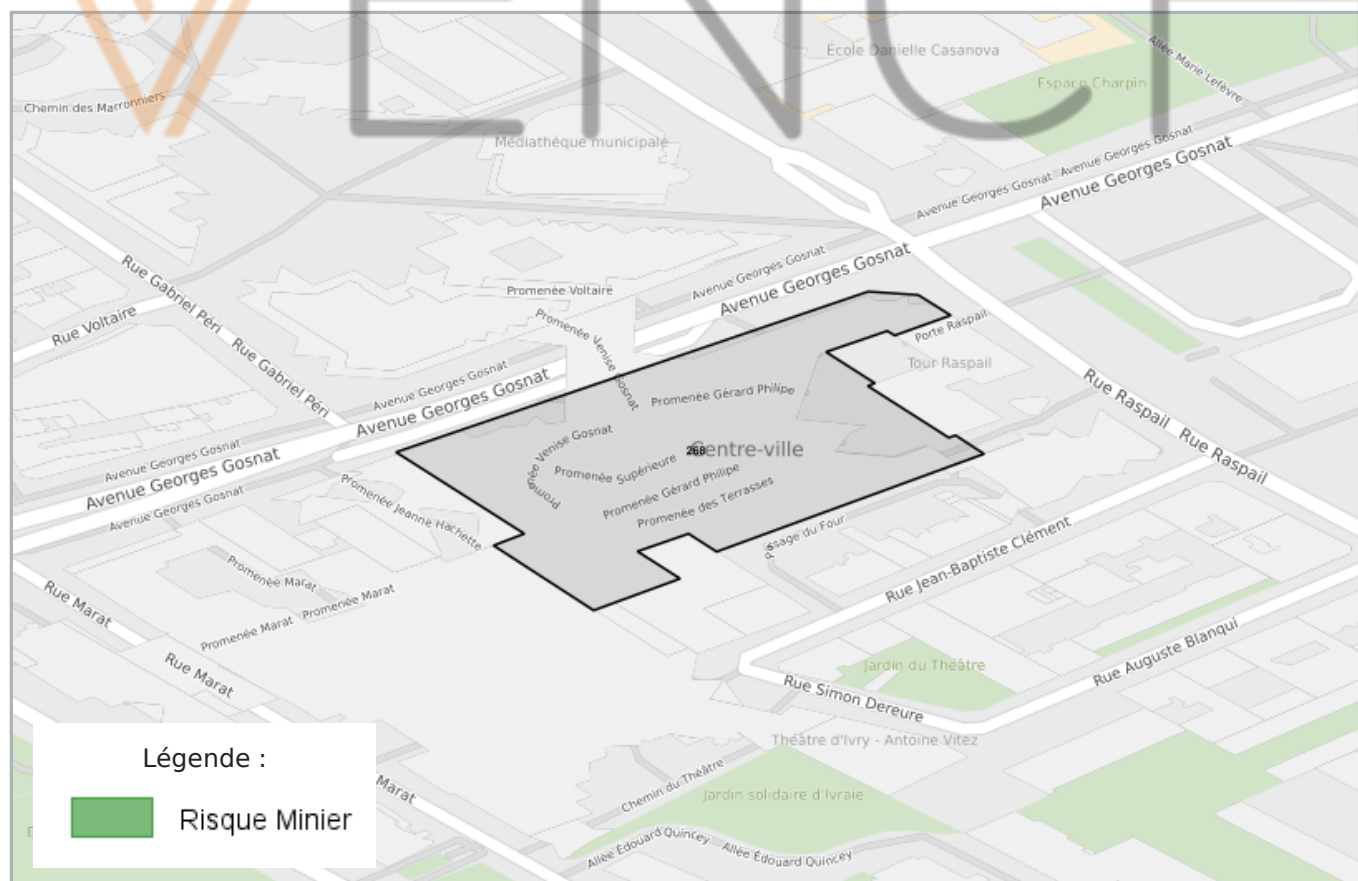 ENCI
École Danielle Casanova
Allée Marie Lefèvre
Espace Charpin
Chemin des Marronniers
Médiathèque municipale
Avenue Georges Gosnat
Avenue Georges Gosnat
Avenue Georges Gosnat
Avenue Georges Gosnat
Avenue Georges Gosnat
Rue Gabriel Péri
Promenée Voltaire
Rue Voltaire
Promenée Venise Gosnat
Porte Raspail
Rue Gabriel Péri
Tour Raspail
Avenue Georges Gosnat
Avenue Georges Gosnat
Promenée Gérard Philipe
Rue Raspail
Rue Raspail
Promenée Venise Gosnat
268
Centre-ville
Avenue Georges Gosnat
Avenue Georges Gosnat
Avenue Georges Gosnat
Promenée Supérieure
Promenée Gérard Philipe
Promenée
Promenée des Terrasses
Promenée Jeanne Hachette
Passage du Four
Rue Jean-Baptiste Clément
Promenée Marat
Promenée Marat
Promenée Marat
Rue Marat
Rue Marat
Jardin du Théâtre
Rue Auguste Blanqui
Rue Simon Dereure
Théâtre d'Ivry - Antoine Vitez
Légende :
Chemin du Théâtre
Marat
Jardin solidaire d'Ivraie
Risque Minier
Allée Édouard Quincey
Allée Édouard Quincey